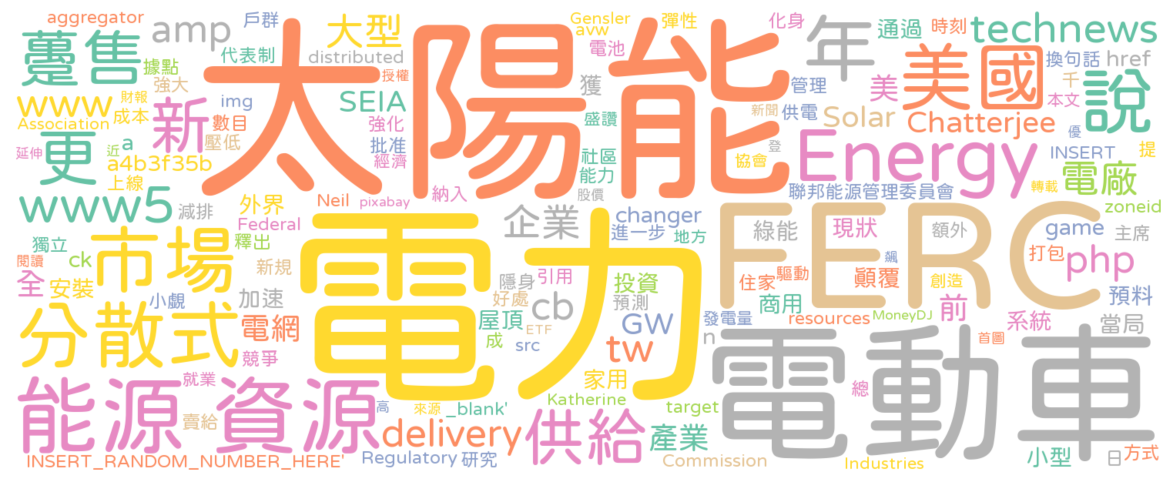 aggregator
戶群
大型
Gensler
avw
彈性
化身
通過
時刻
technews
amp
代表制
distributed
電池
年
換句話
href
躉售
據點
強大
授權
太陽能
管理
美
美國
千
本文
說
www
財報
成本
img
SEIA
獲
新聞
供電
Solar
Chatterjee
優
Association
新
數目
強化
盛讚
登
INSERT
提
延伸
近
a
壓低
批准
經濟
社區
能力
協會
Energy
電廠
更
a4b3f35b
上線
股價
聯邦能源管理委員會
轉載
www5
減排
外界
Federal
Neil
pixabay
納入
企業
changer
進一步
地方
FERC
綠能
現狀
額外
zoneid
game
主席
獨立
釋出
電力
閱讀
ck
市場
新規
隱身
引用
投資
飆
打包
php
全
安裝
小覷
加速
好處
預測
住家
驅動
顛覆
創造
預料
cb
商用
分散式
電網
屋頂
ETF
GW
發電量
resources
MoneyDJ
前
系統
當局
n
成
src
tw
競爭
電動車
首圖
能源
資源
就業
家用
總
賣給
高
來源
_blank'
Katherine
target
delivery
供給
產業
小型
方式
日
INSERT_RANDOM_NUMBER_HERE'
Regulatory
研究
Commission
Industries